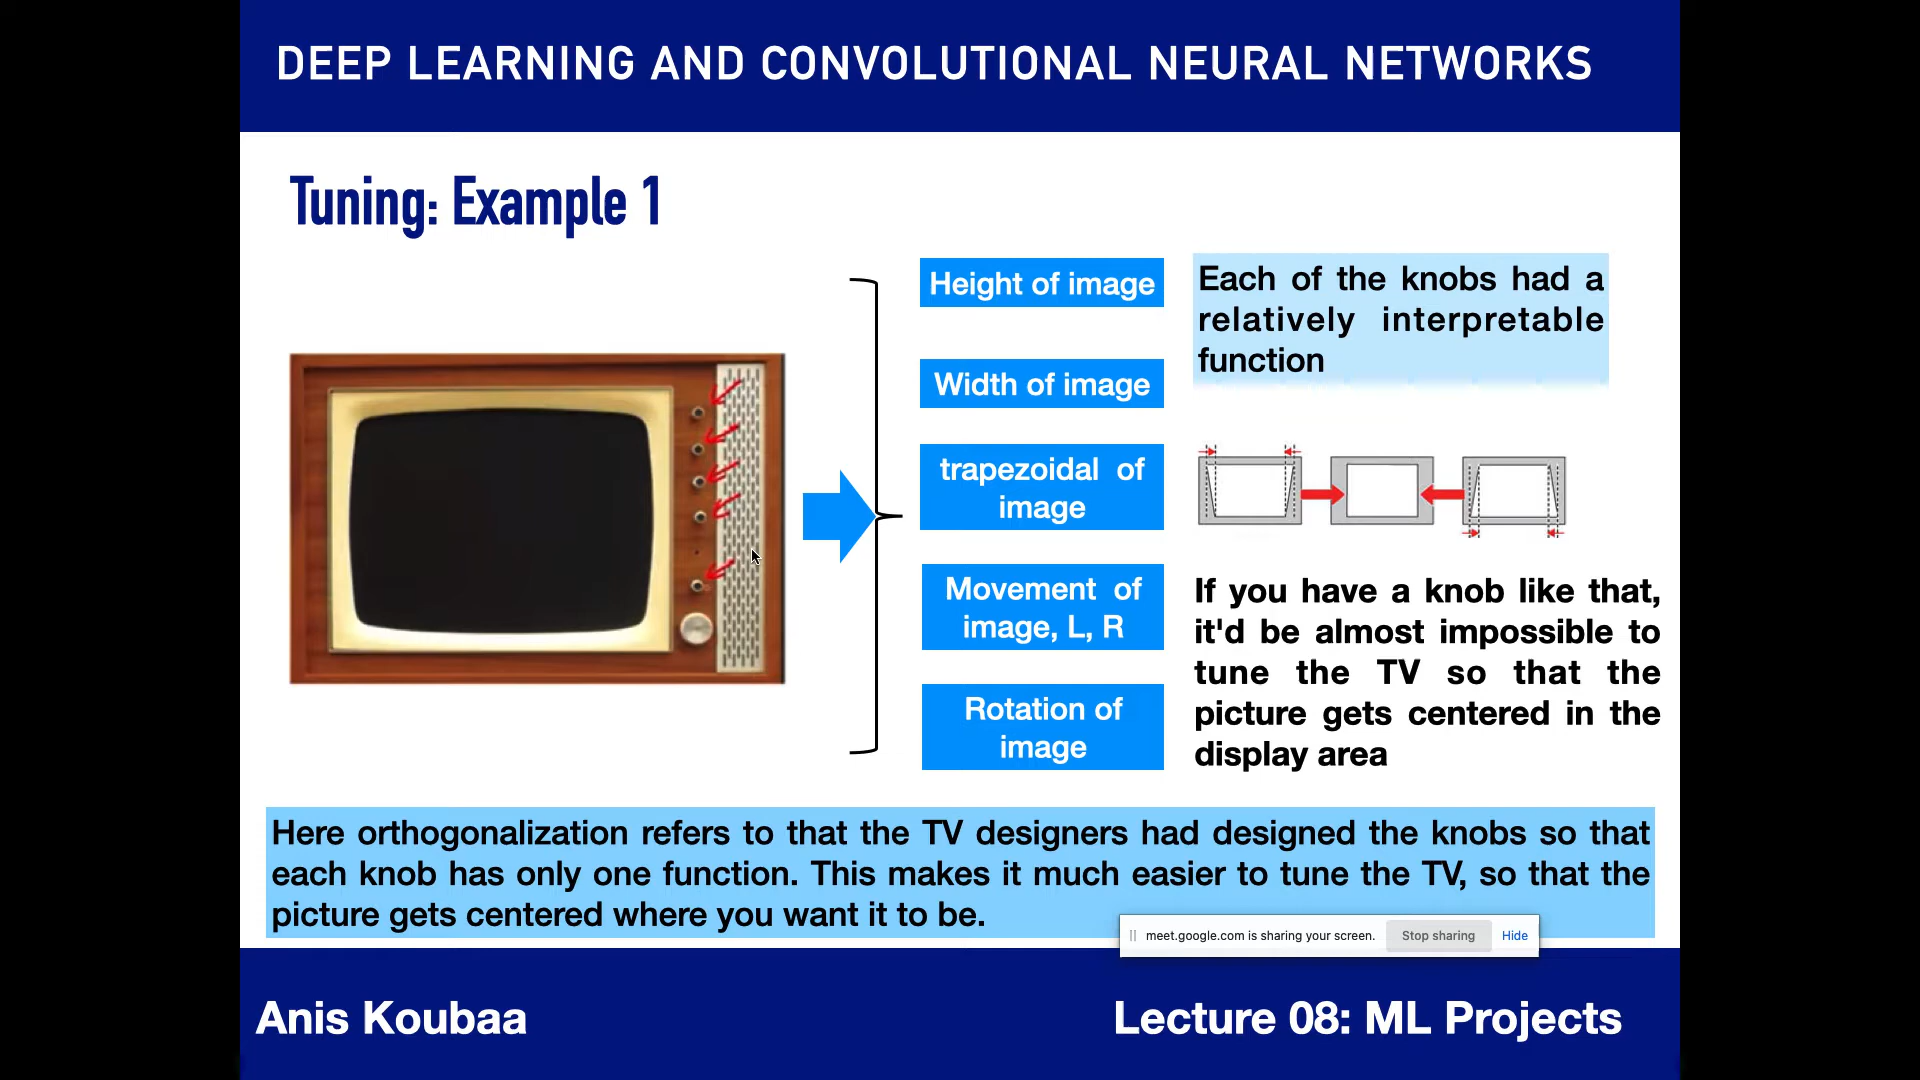 DEEP LEARNING AND CONVOLUTIONAL NEURAL NETWORKS
Tuning: Example 1
Height of image
Width of image
trapezoidal of
image
Movement of
image, L, R
Rotation of
image
Each of the knobs had a
relatively interpretable
function
If you have a knob like that,
it'd be almost impossible to
tune the TV so that the
picture gets centered in the
display area
Here orthogonalization refers to that the TV designers had designed the knobs so that
each knob has only one function. This makes it much easier to tune the TV, so that the
picture gets centered where you want it to be.
meet.google.com is sharing your screen. Stop sharing Hide
Anis Koubaa
Lecture 08: ML Projects